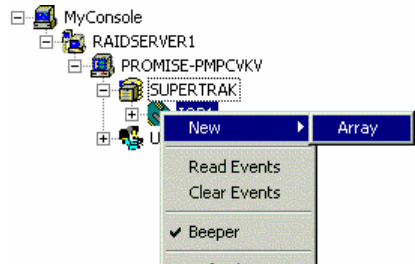 MyConsole
RAIDSERVER1
PROMISE-PMPCVKV
SUPERTRAK
New Array
Read Events
Clear Events
Beeper